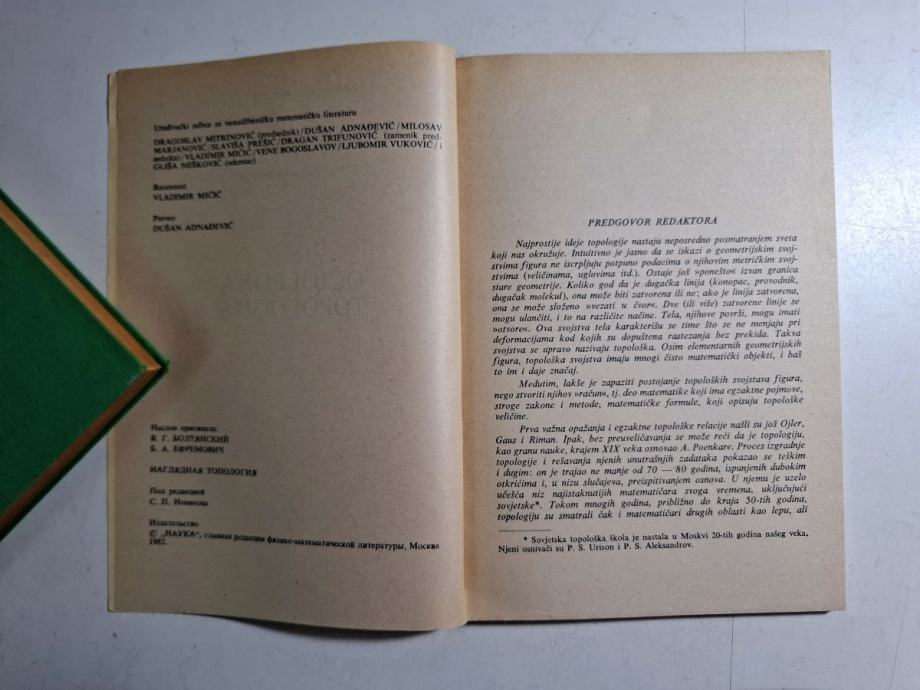 Uređivački odbor za vanudžbeničku matematičku literaturu
DRAGOSLAV MITRINOVIĆ (predsednik)/DUŠAN ADNAĐEVIĆ/MILOSAV
MARJANOVIĆ/SLAVIŠA PREŠIĆ/DRAGAN TRIFUNOVIĆ (zamenik pred-
sednika)/VLADIMIR MIĆIĆ/VENE BOGOSLAVOV/LJUBOMIR VUKOVIĆ/i
GLIŠA NEŠKOVIĆ (sekretar)
Recenzent
VLADIMIR MIĆIĆ
Preveo
DUŠAN ADNAĐEVIĆ
Наслов оригинала:
В. Г. БОЛТЯНСКИЙ
Б. А. ЕФРЕМОВИЧ
НАГЛЯДНАЯ ТОПОЛОГИЯ
Под редакцией
С. П. Новикова
Издательство
© „НАУКА“, главная редакция физико-математической литературы, Москва
1982.
PREDGOVOR REDAKTORA
Najprostije ideje topologije nastaju neposredno posmatranjem sveta
koji nas okružuje. Intuitivno je jasno da se iskazi o geometrijskim svoj-
stvima figura ne iscrpljuju potpuno podacima o njihovim metričkim svoj-
stvima (veličinama, uglovima itd.). Ostaje još »ponešto« izvan granica
stare geometrije. Koliko god da je dugačka linija (konopac, provodnik,
dugačak molekul), ona može biti zatvorena ili ne; ako je linija zatvorena,
ona se može složeno »vezati u čvor«. Dve (ili više) zatvorene linije se
mogu ulančiti, i to na različite načine. Tela, njihove površi, mogu imati
»otvore«. Ova svojstva tela karakterišu se time što se ne menjaju pri
deformacijama kod kojih su dopuštena rastezanja bez prekida. Takva
svojstva se upravo nazivaju topološka. Osim elementarnih geometrijskih
figura, topološka svojstva imaju mnogi čisto matematički objekti, i baš
to im i daje značaj.
Međutim, lakše je zapaziti postojanje topoloških svojstava figura,
nego stvoriti njihov »račun«, tj. deo matematike koji ima egzaktne pojmove,
stroge zakone i metode, matematičke formule, koji opisuju topološke
veličine.
Prva važna opažanja i egzaktne topološke relacije našli su još Ojler,
Gaus i Riman. Ipak, bez preuveličavanja se može reći da je topologiju,
kao granu nauke, krajem XIX veka osnovao A. Poenkare. Proces izgradnje
topologije i rešavanja njenih unutrašnjih zadataka pokazao se teškim
i dugim: on je trajao ne manje od 70 — 80 godina, ispunjenih dubokim
otkrićima i, u nizu slučajeva, preispitivanjem osnova. U njemu je uzelo
učešća niz najistaknutijih matematičara svoga vremena, uključujući
sovjetske*. Tokom mnogih godina, približno do kraja 50-tih godina,
topologiju su smatrali čak i matematičari drugih oblasti kao lepu, ali
* Sovjetska topološka škola je nastala u Moskvi 20-tih godina našeg veka,
Njeni osnivači su P. S. Urison i P. S. Aleksandrov.